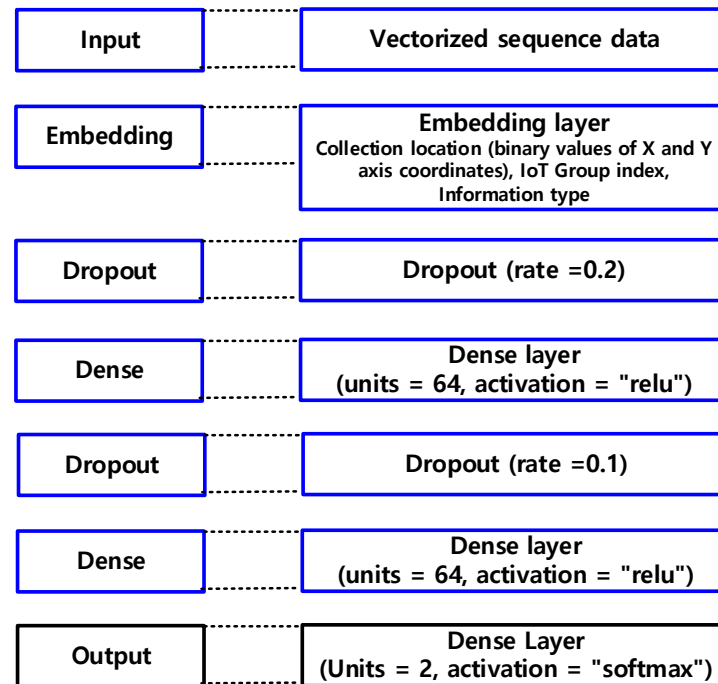 Input
Vectorized sequence data
Embedding
Embedding layer
Collection location (binary values of X and Y
axis coordinates), IoT Group index,
Information type
Dropout
Dropout (rate =0.2)
Dense
Dense layer
(units = 64, activation = "relu")
Dropout
Dropout (rate =0.1)
Dense
Dense layer
(units = 64, activation = "relu")
Output
Dense Layer
(Units = 2, activation = "softmax")